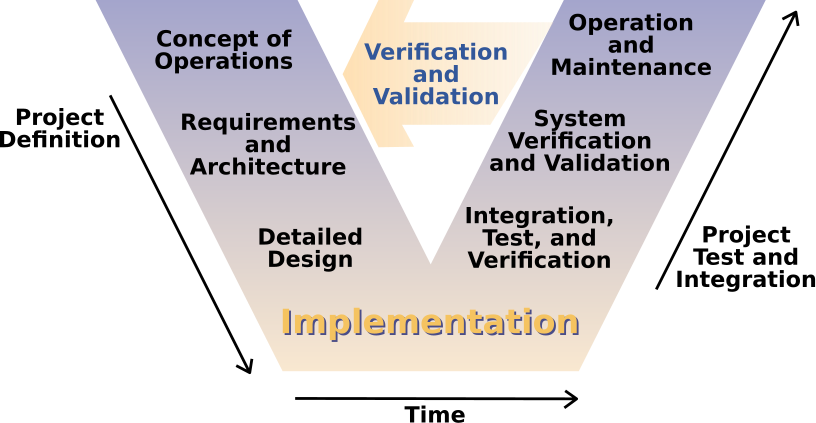 Concept of
Operations
Verification
and
Validation
Operation
and
Maintenance
Project
Definition
Requirements
and
Architecture
System
Verification
and Validation
Detailed
Design
Integration,
Test, and
Verification
Project
Test and
Integration
Implementation
Time